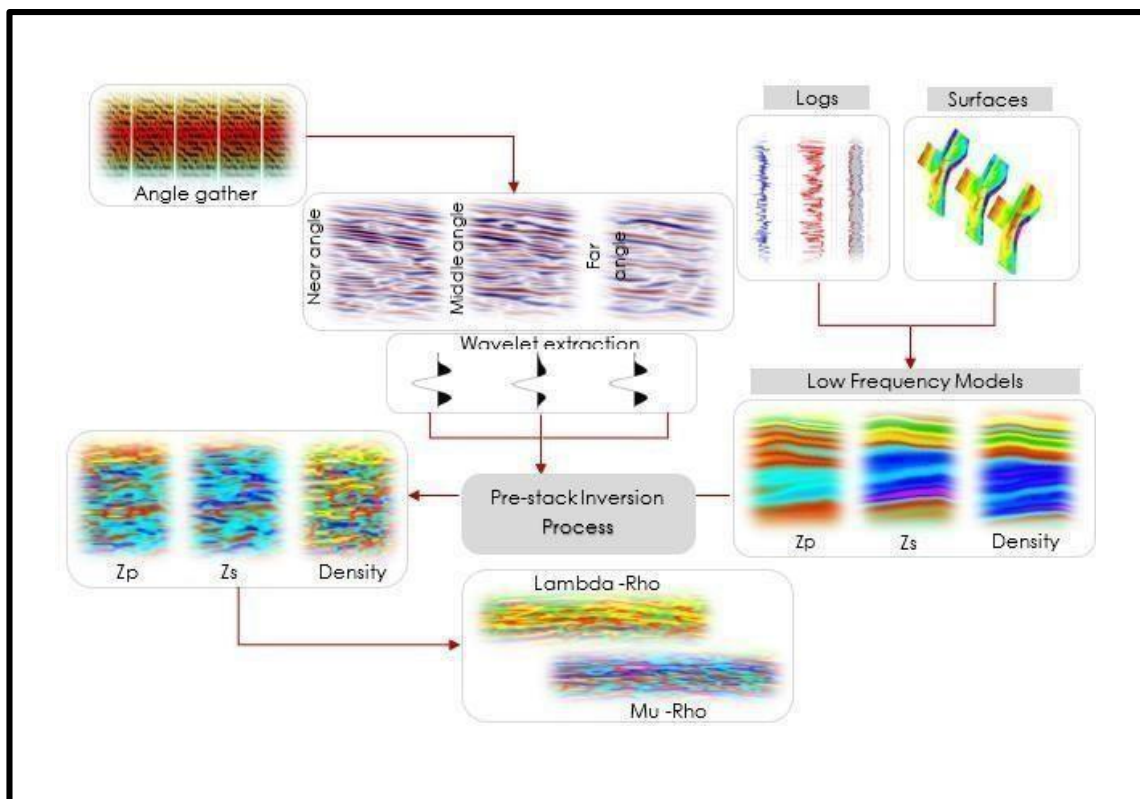 Logs
Surfaces
Angle gather
Near angle
Middle angle
Far
angle
Wavelet extraction
Low Frequency Models
Pre-stack Inversion
Process
Zp
Zs
Density
Zp
Zs
Density
Lambda -Rho
Mu -Rho